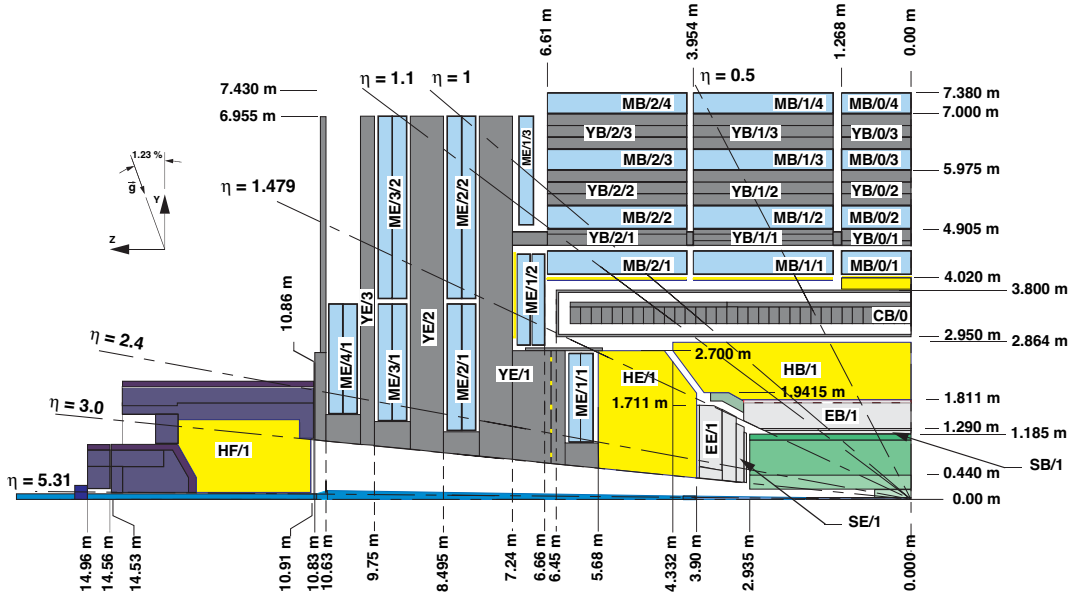 6.61 m
3.954 m
1.268 m
0.00 m
η = 1.1
η = 1
η = 0.5
7.430 m
6.955 m
MB/2/4
MB/1/4
MB/0/4
7.380 m
7.000 m
YB/2/3
YB/1/3
YB/0/3
ME/1/3
1.23 %
g
Y
Z
MB/2/3
MB/1/3
MB/0/3
5.975 m
η = 1.479
ME/3/2
ME/2/2
YB/2/2
YB/1/2
YB/0/2
MB/2/2
MB/1/2
MB/0/2
4.905 m
YB/2/1
YB/1/1
YB/0/1
MB/2/1
MB/1/1
MB/0/1
4.020 m
ME/1/2
YE/3
YE/2
10.86 m
3.800 m
CB/0
η = 2.4
2.950 m
2.864 m
ME/4/1
ME/3/1
ME/2/1
YE/1
ME/1/1
HE/1
2.700 m
HB/1
1.9415 m
1.711 m
1.811 m
η = 3.0
EB/1
EE/1
1.290 m
1.185 m
HF/1
SB/1
η = 5.31
0.440 m
0.00 m
SE/1
14.96 m
14.56 m
14.53 m
10.91 m
10.83 m
10.63 m
9.75 m
8.495 m
7.24 m
6.66 m
6.45 m
5.68 m
4.332 m
3.90 m
2.935 m
0.000 m